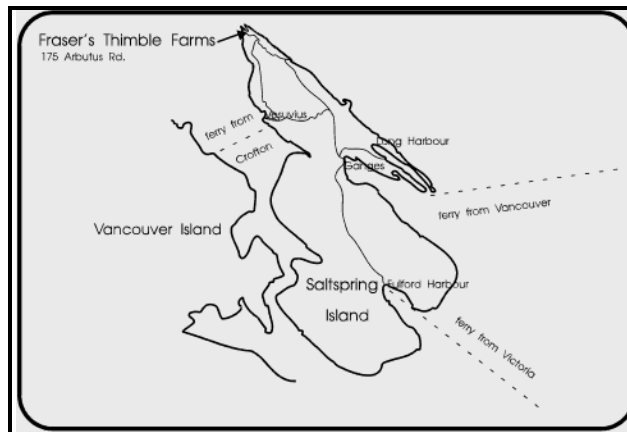 Fraser's Thimble Farms
175 Arbutus Rd.
ferry from
Vesuvius
Crofton
Long Harbour
Ganges
ferry from Vancouver
Vancouver Island
Saltspring
Island
Fulford Harbour
ferry from Victoria